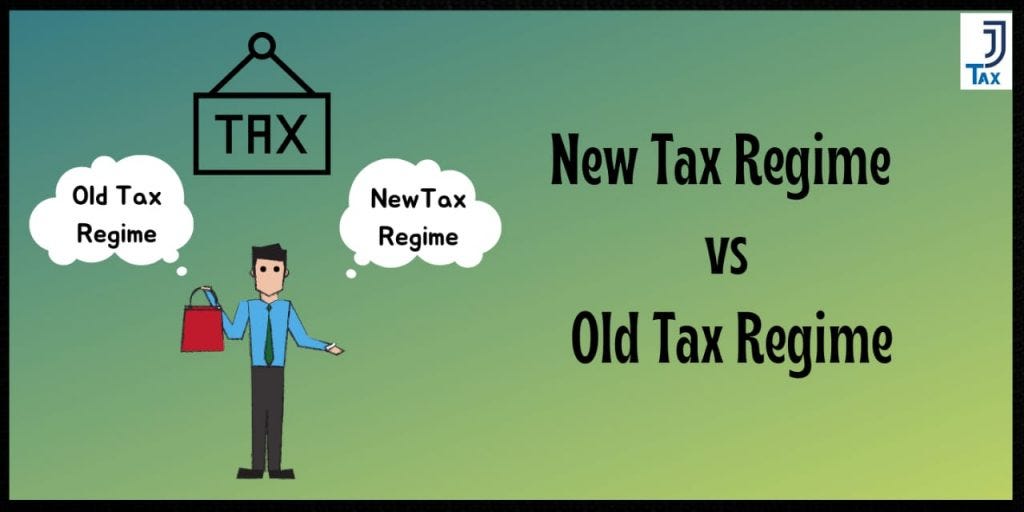 TAX
Old Tax
Regime
NewTax
Regime
New Tax Regime
vs
Old Tax Regime
J
TAX